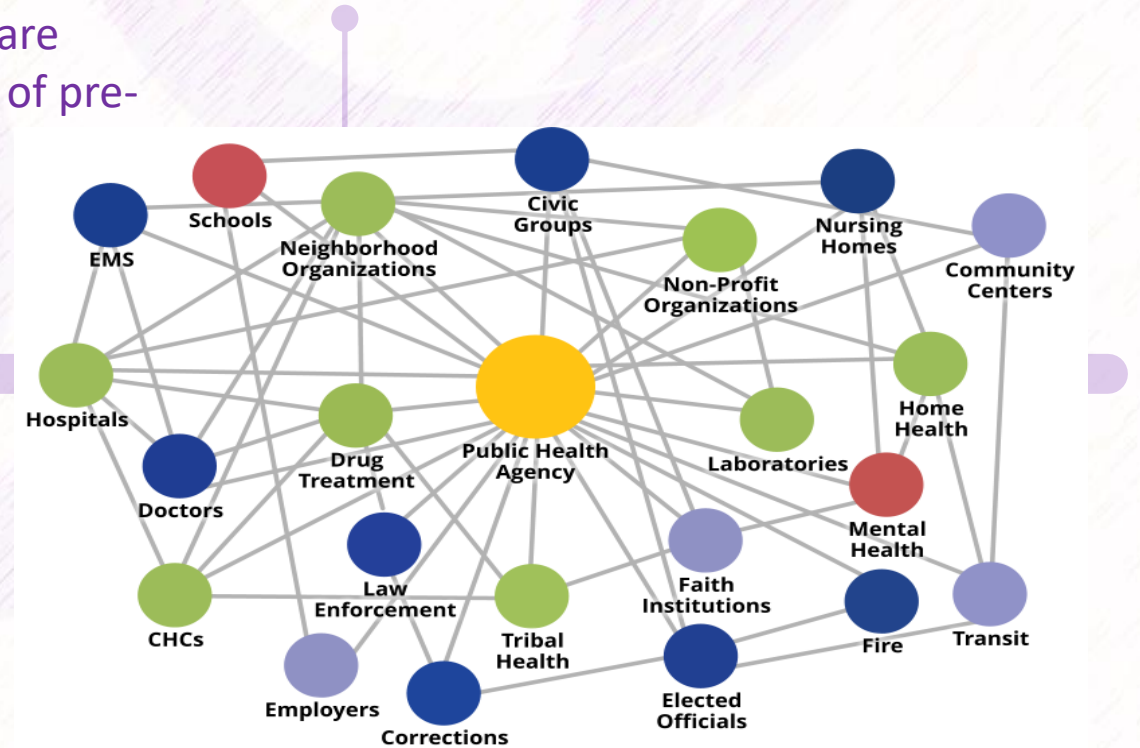 are
of pre-
Schools
Civic
Groups
Nursing
Homes
EMS
Neighborhood
Organizations
Non-Profit
Organizations
Community
Centers
Hospitals
Drug
Treatment
Public Health
Agency
Laboratories
Home
Health
Doctors
Mental
Health
Law
Enforcement
Faith
Institutions
CHCs
Tribal
Health
Fire
Transit
Employers
Corrections
Elected
Officials